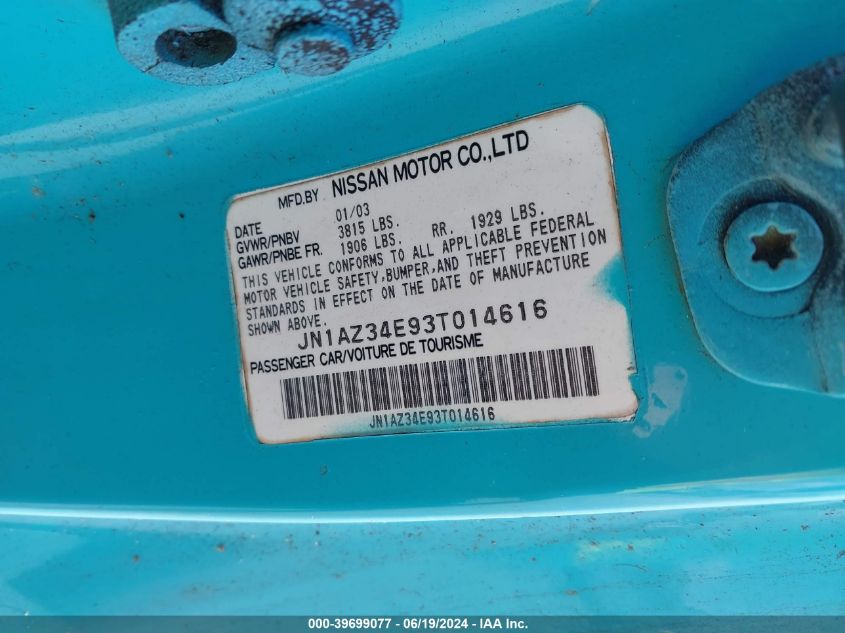 MFD.BY NISSAN MOTOR CO.,LTD
DATE 01/03
GVWR/PNBV 3815 LBS.
GAWR/PNBE FR. 1906 LBS. RR. 1929 LBS.
THIS VEHICLE CONFORMS TO ALL APPLICABLE FEDERAL
MOTOR VEHICLE SAFETY,BUMPER,AND THEFT PREVENTION
STANDARDS IN EFFECT ON THE DATE OF MANUFACTURE
SHOWN ABOVE.
JN1AZ34E93T014616
PASSENGER CAR/VOITURE DE TOURISME
JN1AZ34E93T014616
000-39699077 - 06/19/2024 - IAA Inc.